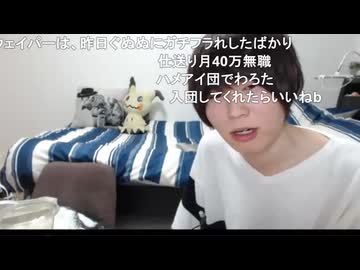 ウェイバーは、昨日ぐぬぬにガチフラれしたばかり
仕送り月40万無職
ハメアイ団でわろた
入団してくれたらいいねb